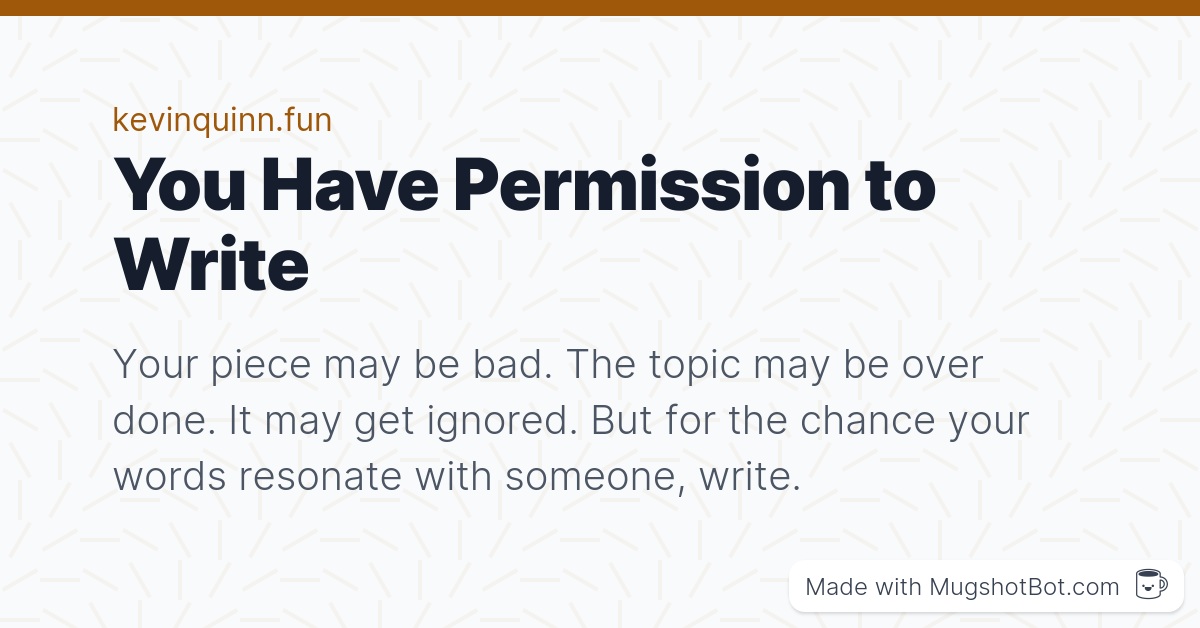 kevinquinn.fun
You Have Permission to
Write
Your piece may be bad. The topic may be over
done. It may get ignored. But for the chance your
words resonate with someone, write.
Made with MugshotBot.com